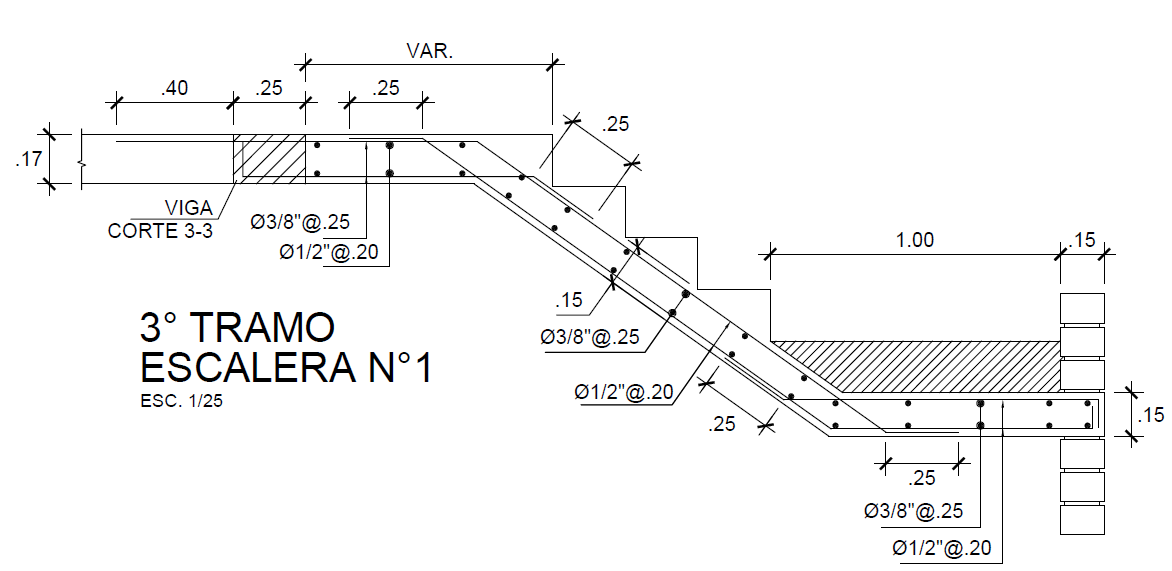 VAR.
.40
.25
.25
.25
.17
VIGA
CORTE 3-3
Ø3/8"@.25
Ø1/2"@.20
1.00
.15
.15
Ø3/8"@.25
3° TRAMO
ESCALERA N°1
ESC. 1/25
Ø1/2"@.20
.25
.15
.25
Ø3/8"@.25
Ø1/2"@.20